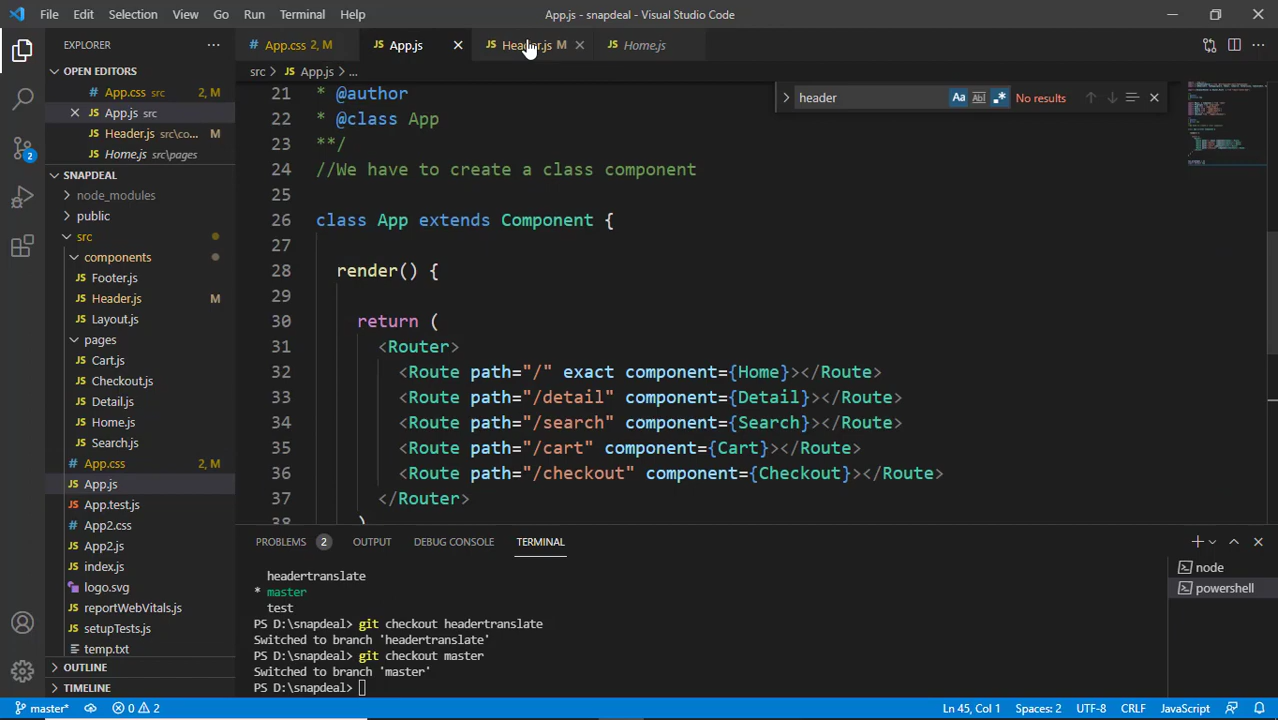 File Edit Selection View Go Run Terminal Help
App.js - snapdeal - Visual Studio Code
EXPLORER
OPEN EDITORS
App.css src 2, M
App.js src
Header.js src\co... M
Home.js src\pages
SNAPDEAL
node_modules
public
src
components
Footer.js
Header.js M
Layout.js
pages
Cart.js
Checkout.js
Detail.js
Home.js
Search.js
App.css 2, M
App.js
App.test.js
App2.css
App2.js
index.js
logo.svg
reportWebVitals.js
setupTests.js
temp.txt
OUTLINE
TIMELINE
App.css 2, M
App.js
Header.js M
Home.js
src > App.js > ...
header
Aa
Abl
No results
21 * @author
22 * @class App
23 **/
24 //We have to create a class component
25
26 class App extends Component {
27
28 render() {
29
30 return (
31 <Router>
32 <Route path="/" exact component={Home}></Route>
33 <Route path="/detail" component={Detail}></Route>
34 <Route path="/search" component={Search}></Route>
35 <Route path="/cart" component={Cart}></Route>
36 <Route path="/checkout" component={Checkout}></Route>
37 </Router>
38 )
PROBLEMS 2 OUTPUT DEBUG CONSOLE TERMINAL
headertranslate
* master
test
PS D:\snapdeal> git checkout headertranslate
Switched to branch 'headertranslate'
PS D:\snapdeal> git checkout master
Switched to branch 'master'
PS D:\snapdeal>
node
powershell
2
master*
0 2
Ln 45, Col 1
Spaces: 2
UTF-8
CRLF
JavaScript